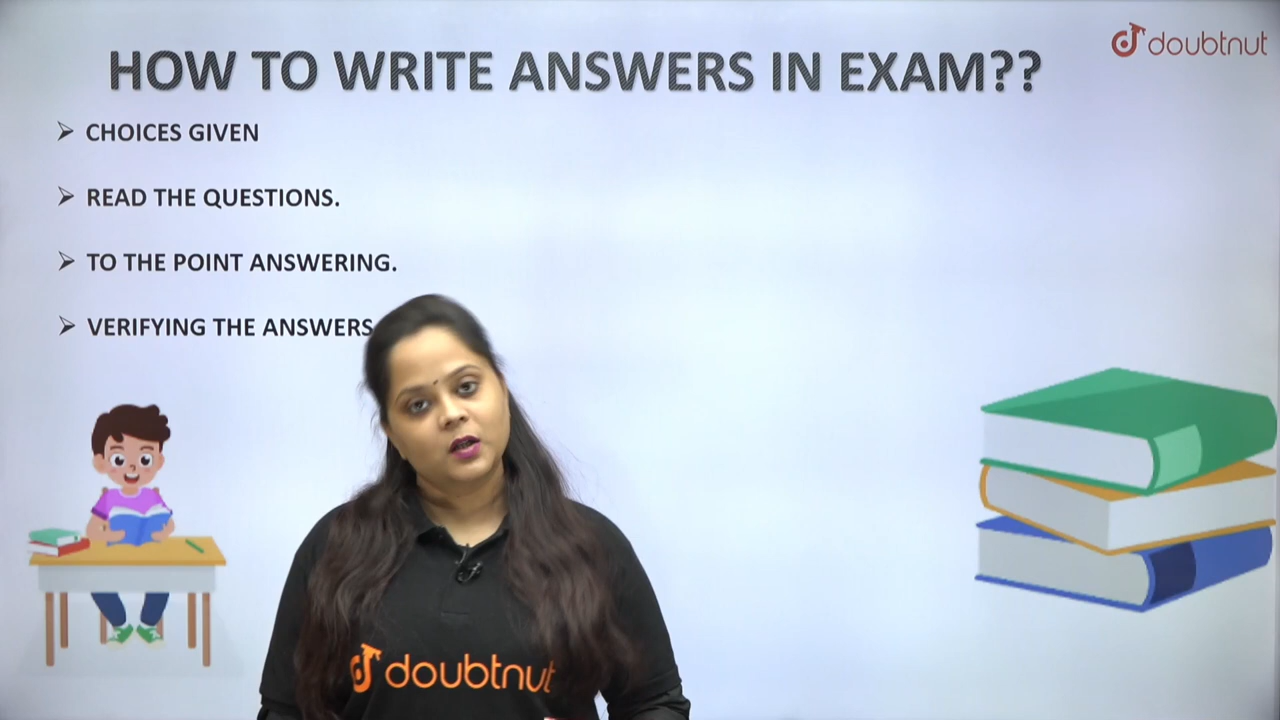 HOW TO WRITE ANSWERS IN EXAM??
doubtnut
CHOICES GIVEN
READ THE QUESTIONS.
TO THE POINT ANSWERING.
VERIFYING THE ANSWERS
doubtnut